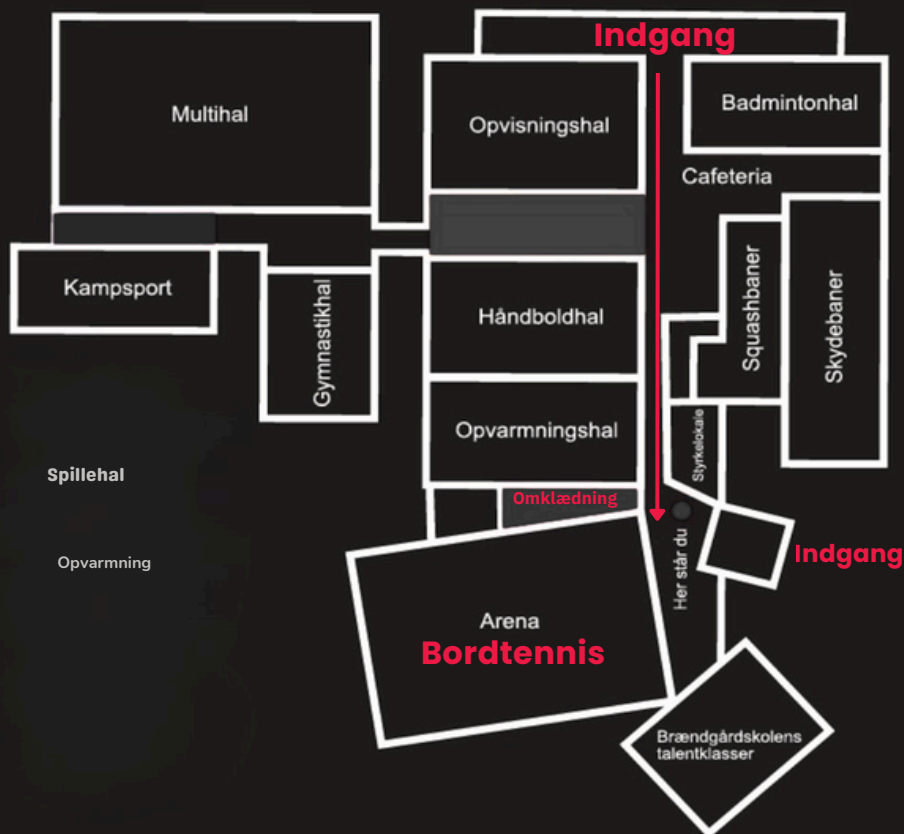 Indgang
Multihal
Opvisningshal
Badmintonhal
Cafeteria
Kampsport
Gymnastikhal
Håndboldhal
Squashbaner
Skydebaner
Opvarmningshal
Styrkelokale
Spillehal
Omklædning
Opvarmning
Her står du
Indgang
Arena
Bordtennis
Brændgårdskolens
talentklasser